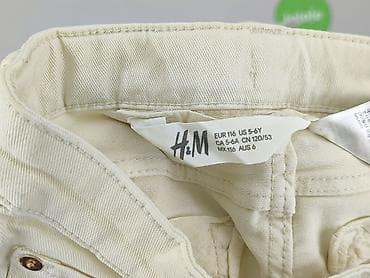 H&M
EUR 116 US 5-6Y
CA 5-6A CN 120/53
MX 116 AUS 6